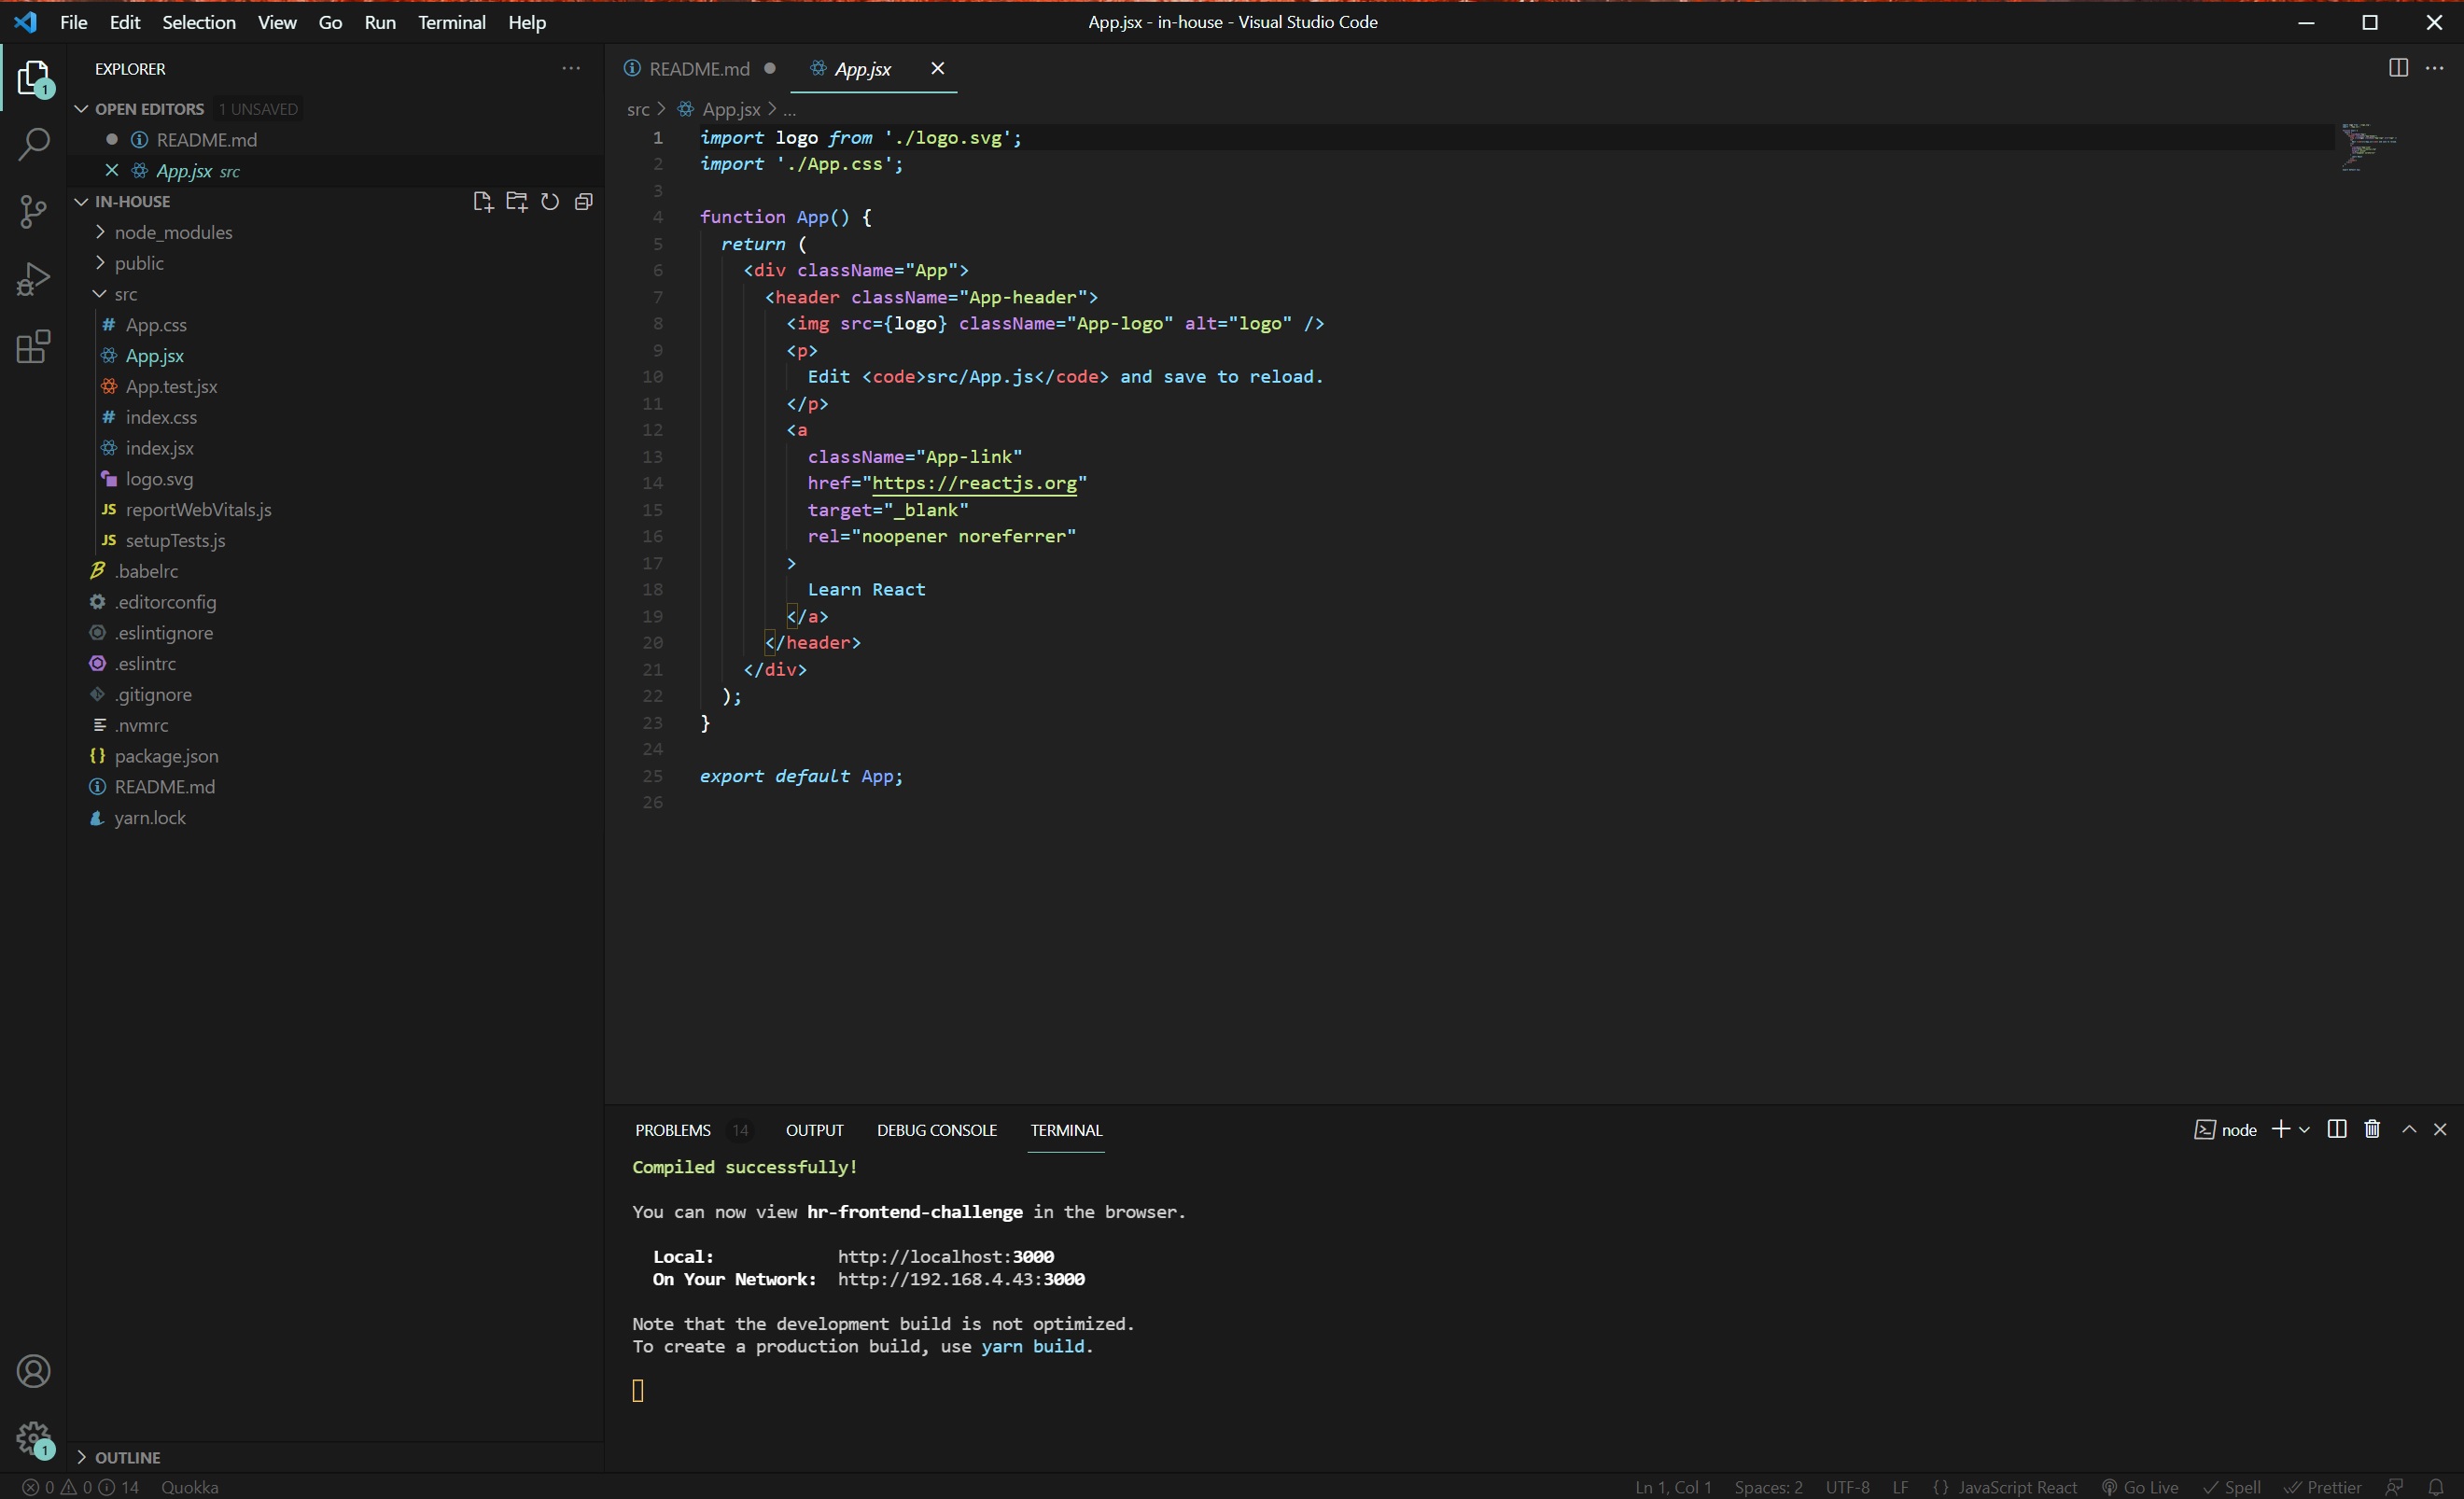 File Edit Selection View Go Run Terminal Help
App.jsx - in-house - Visual Studio Code
EXPLORER
OPEN EDITORS 1 UNSAVED
README.md
App.jsx src
IN-HOUSE
node_modules
public
src
App.css
App.jsx
App.test.jsx
index.css
index.jsx
logo.svg
JS reportWebVitals.js
JS setupTests.js
.babelrc
.editorconfig
.eslintignore
.eslintrc
.gitignore
.nvmrc
package.json
README.md
yarn.lock
OUTLINE
1
1
README.md App.jsx
src > App.jsx > ...
1 import logo from './logo.svg';
2 import './App.css';
3
4 function App() {
5 return (
6 <div className="App">
7 <header className="App-header">
8 <img src={logo} className="App-logo" alt="logo" />
9 <p>
10 Edit <code>src/App.js</code> and save to reload.
11 </p>
12 <a
13 className="App-link"
14 href="https://reactjs.org"
15 target="_blank"
16 rel="noopener noreferrer"
17 >
18 Learn React
19 </a>
20 </header>
21 </div>
22 );
23 }
24
25 export default App;
26
PROBLEMS 14 OUTPUT DEBUG CONSOLE TERMINAL
node
Compiled successfully!
You can now view hr-frontend-challenge in the browser.
Local: http://localhost:3000
On Your Network: http://192.168.4.43:3000
Note that the development build is not optimized.
To create a production build, use yarn build.
0 0 14 Quokka
Ln 1, Col 1 Spaces: 2 UTF-8 LF {} JavaScript React Go Live Spell Prettier